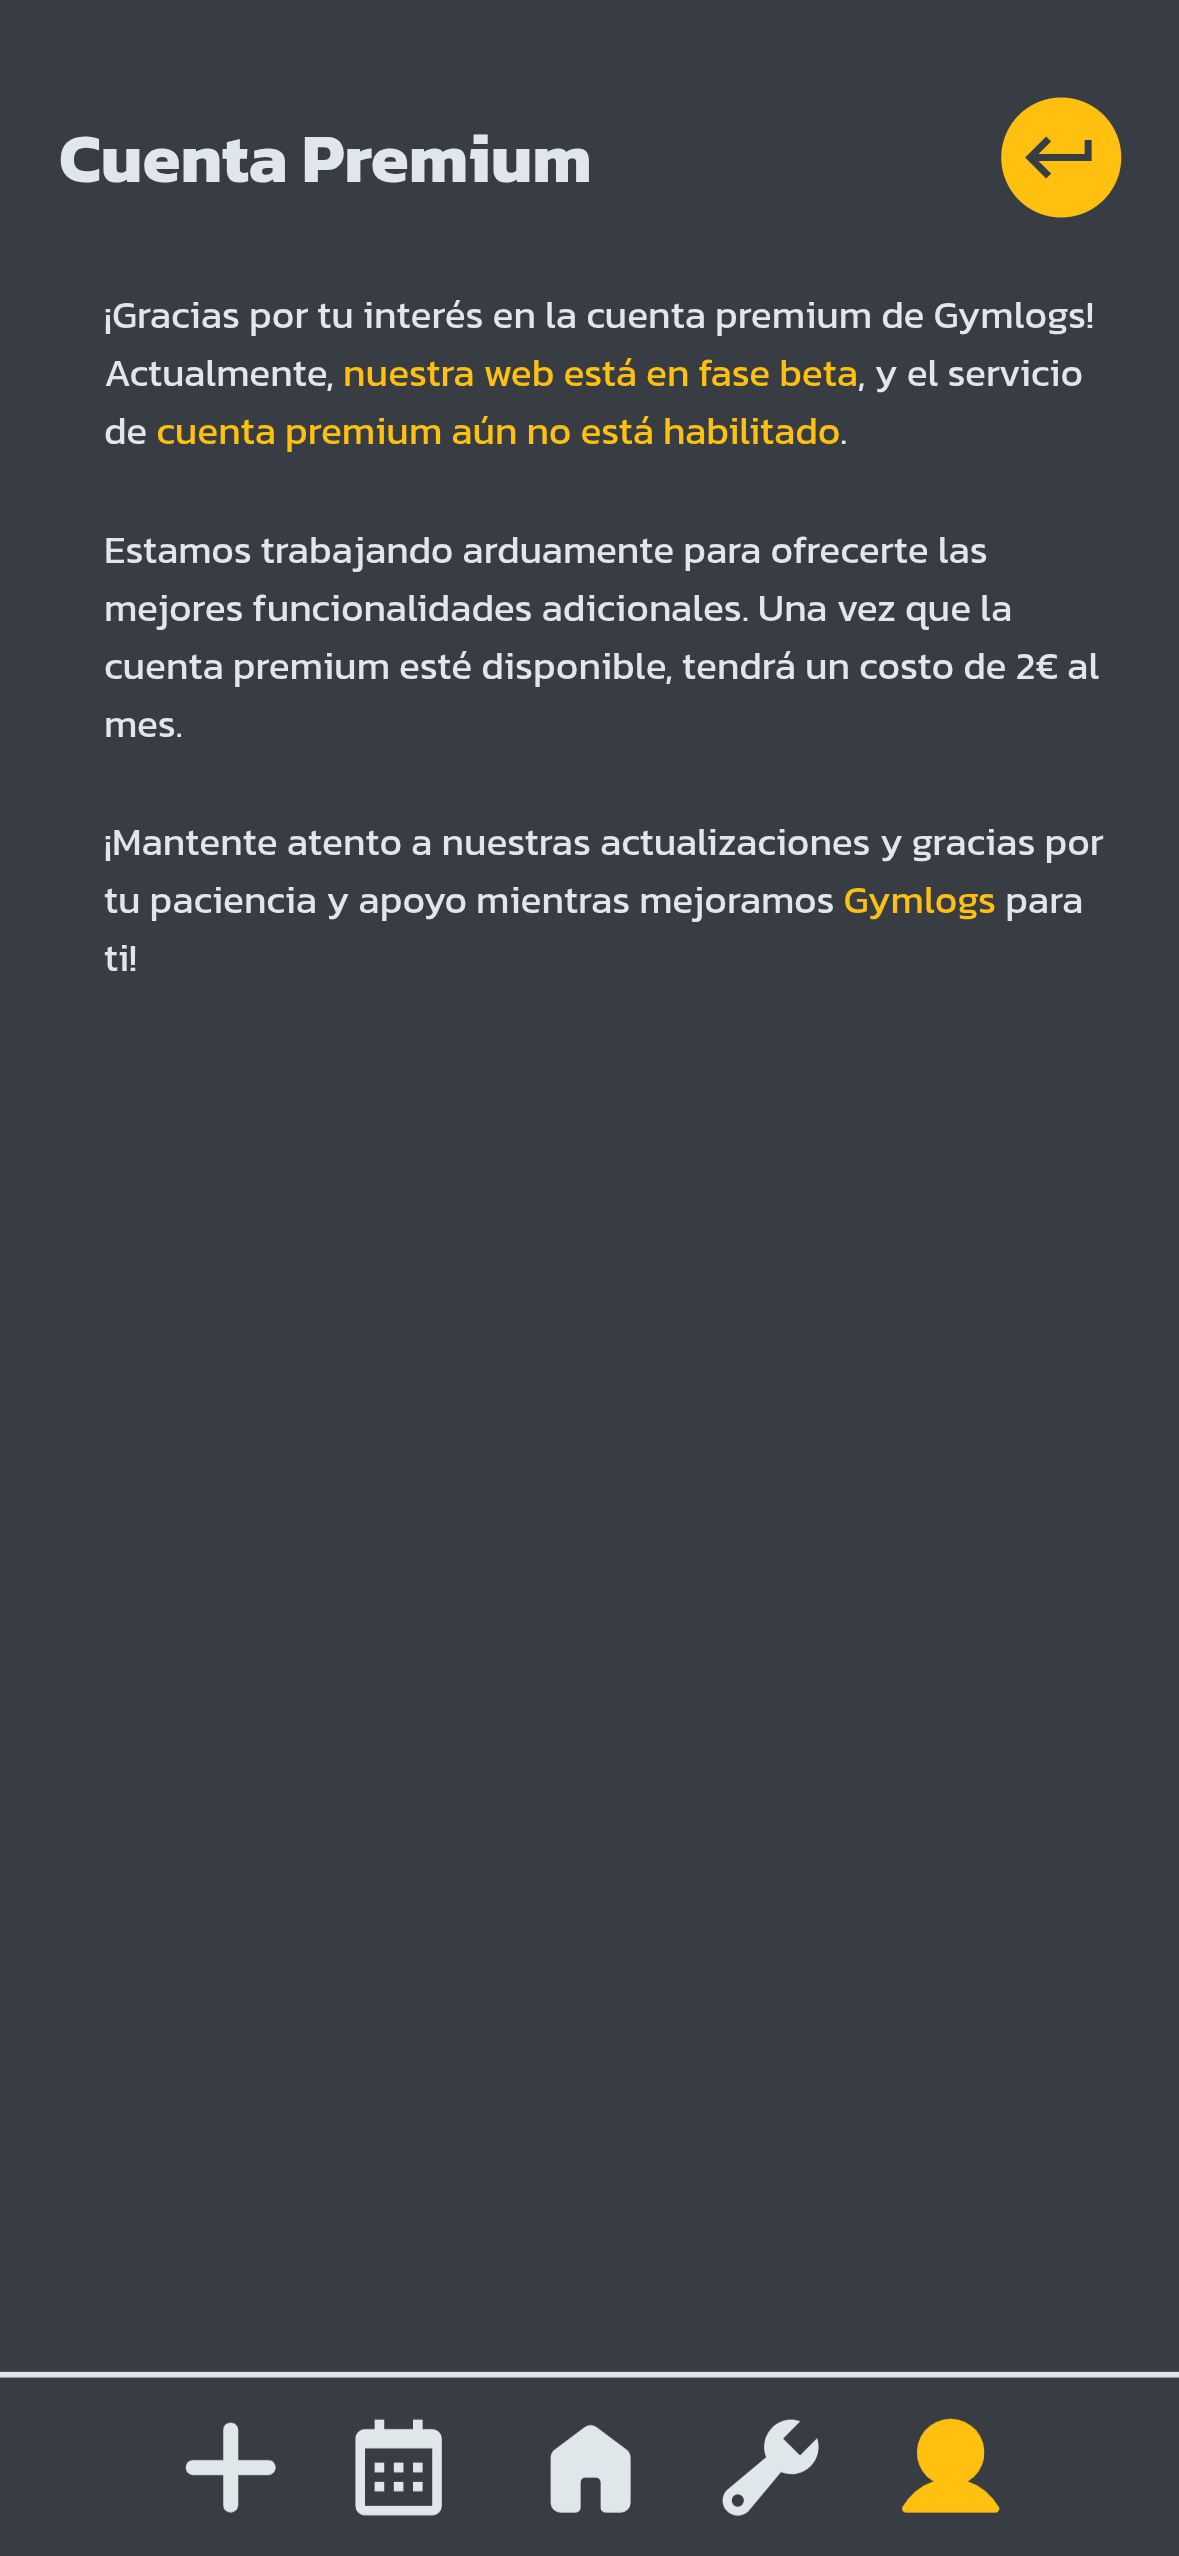 Cuenta Premium
¡Gracias por tu interés en la cuenta premium de Gymlogs!
Actualmente, nuestra web está en fase beta, y el servicio
de cuenta premium aún no está habilitado.
Estamos trabajando arduamente para ofrecerte las
mejores funcionalidades adicionales. Una vez que la
cuenta premium esté disponible, tendrá un costo de 2€ al
mes.
¡Mantente atento a nuestras actualizaciones y gracias por
tu paciencia y apoyo mientras mejoramos Gymlogs para
ti!